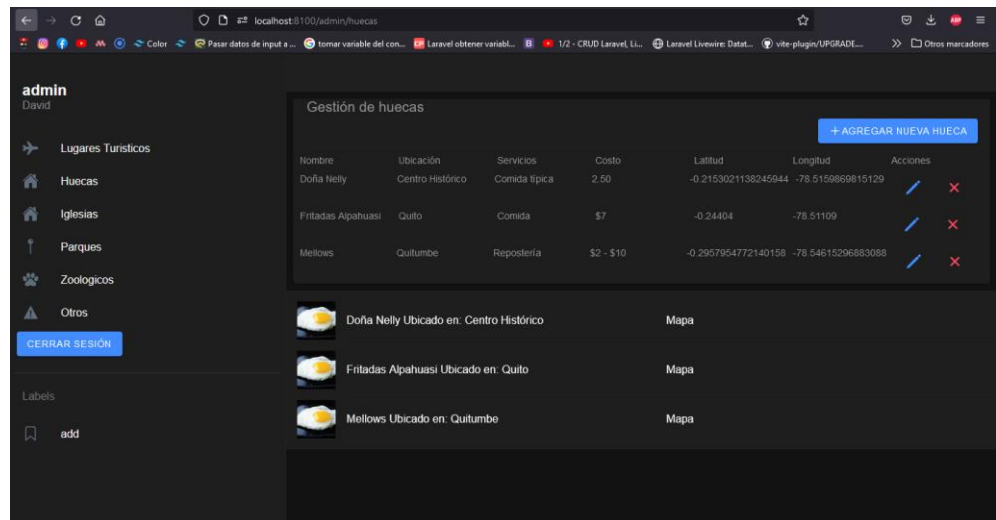 localhost:8100/admin/huecas
Color
Pasar datos de input a ...
tomar variable del con...
Laravel obtener variabl...
1/2 - CRUD Laravel, Li...
Laravel Livewire: Datat...
vite-plugin/UPGRADE....
Otros marcadores
admin
David
Lugares Turisticos
Huecas
Iglesias
Parques
Zoologicos
Otros
CERRAR SESIÓN
Labels
add
Gestión de huecas
+ AGREGAR NUEVA HUECA
Nombre Ubicación Servicios Costo Latitud Longitud Acciones
Doña Nelly Centro Histórico Comida típica 2.50 -0.2153021138245944 -78.5159869815129
Fritadas Alpahuasi Quito Comida $7 -0.24404 -78.51109
Mellows Quitumbe Repostería $2 - $10 -0.2957954772140158 -78.54615296883088
Doña Nelly Ubicado en: Centro Histórico Mapa
Fritadas Alpahuasi Ubicado en: Quito Mapa
Mellows Ubicado en: Quitumbe Mapa